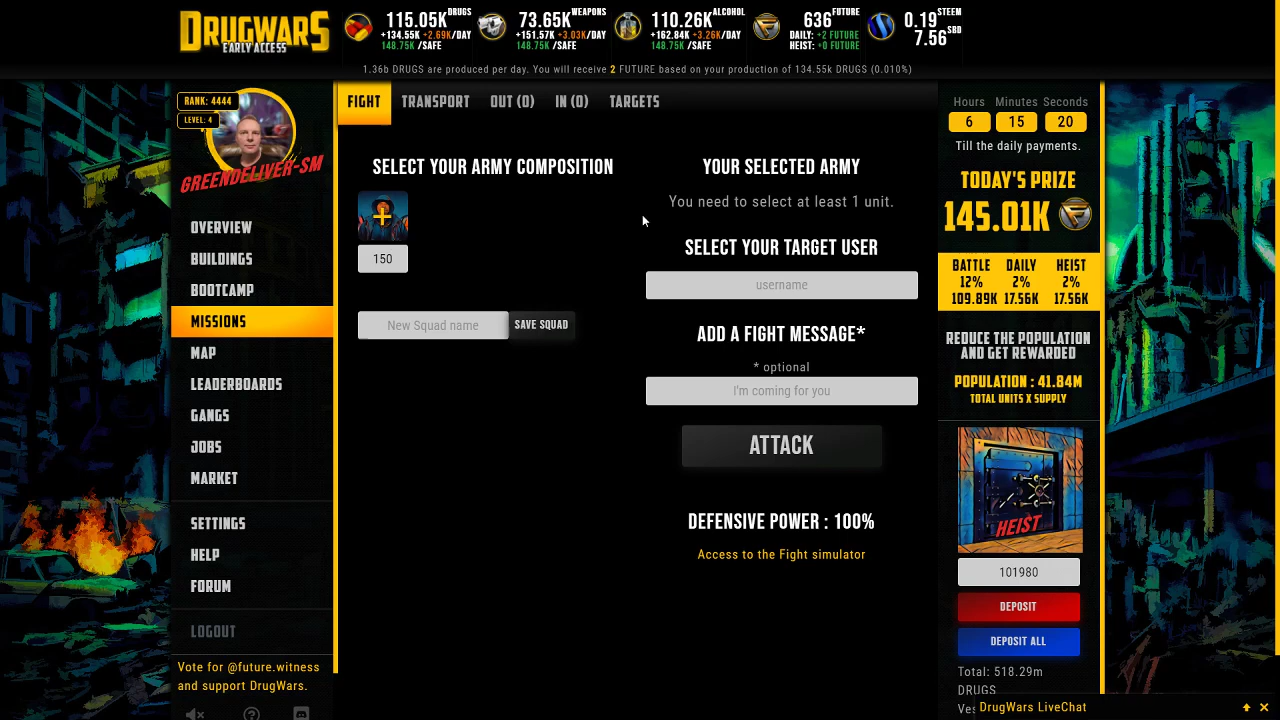 DRUGWARS
EARLY ACCESS
115.05K DRUGS
+134.55K +2.69K/DAY
148.75K /SAFE
73.65K WEAPONS
+151.57K +3.03K/DAY
148.75K /SAFE
110.26K ALCOHOL
+162.84K +3.26K/DAY
148.75K /SAFE
636 FUTURE
DAILY: +2 FUTURE
HEIST: +0 FUTURE
0.19 STEEM
7.56 SBD
1.36b DRUGS are produced per day. You will receive 2 FUTURE based on your production of 134.55k DRUGS (0.010%)
RANK: 4444
LEVEL: 4
GREENDELIVER-SM
OVERVIEW
BUILDINGS
BOOTCAMP
MISSIONS
MAP
LEADERBOARDS
GANGS
JOBS
MARKET
SETTINGS
HELP
FORUM
LOGOUT
Vote for @future.witness
and support DrugWars.
FIGHT TRANSPORT OUT (0) IN (0) TARGETS
SELECT YOUR ARMY COMPOSITION
150
New Squad name SAVE SQUAD
YOUR SELECTED ARMY
You need to select at least 1 unit.
SELECT YOUR TARGET USER
username
ADD A FIGHT MESSAGE*
* optional
I'm coming for you
ATTACK
DEFENSIVE POWER : 100%
Access to the Fight simulator
Hours Minutes Seconds
6 15 20
Till the daily payments.
TODAY'S PRIZE
145.01K
BATTLE DAILY HEIST
12% 2% 2%
109.89K 17.56K 17.56K
REDUCE THE POPULATION
AND GET REWARDED
POPULATION : 41.84M
TOTAL UNITS X SUPPLY
HEIST
101980
DEPOSIT
DEPOSIT ALL
Total: 518.29m
DRUGS
DrugWars LiveChat